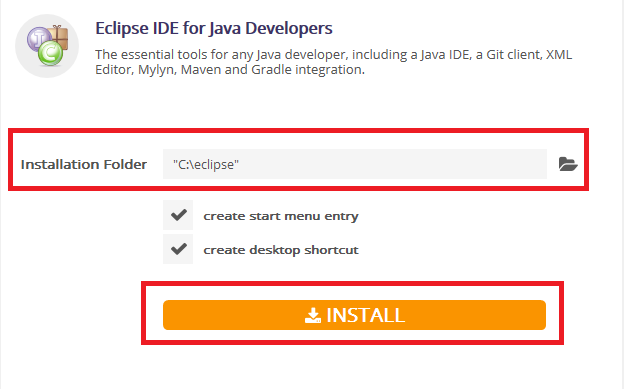 Eclipse IDE for Java Developers
The essential tools for any Java developer, including a Java IDE, a Git client, XML
Editor, Mylyn, Maven and Gradle integration.
Installation Folder "C:\eclipse"
create start menu entry
create desktop shortcut
INSTALL